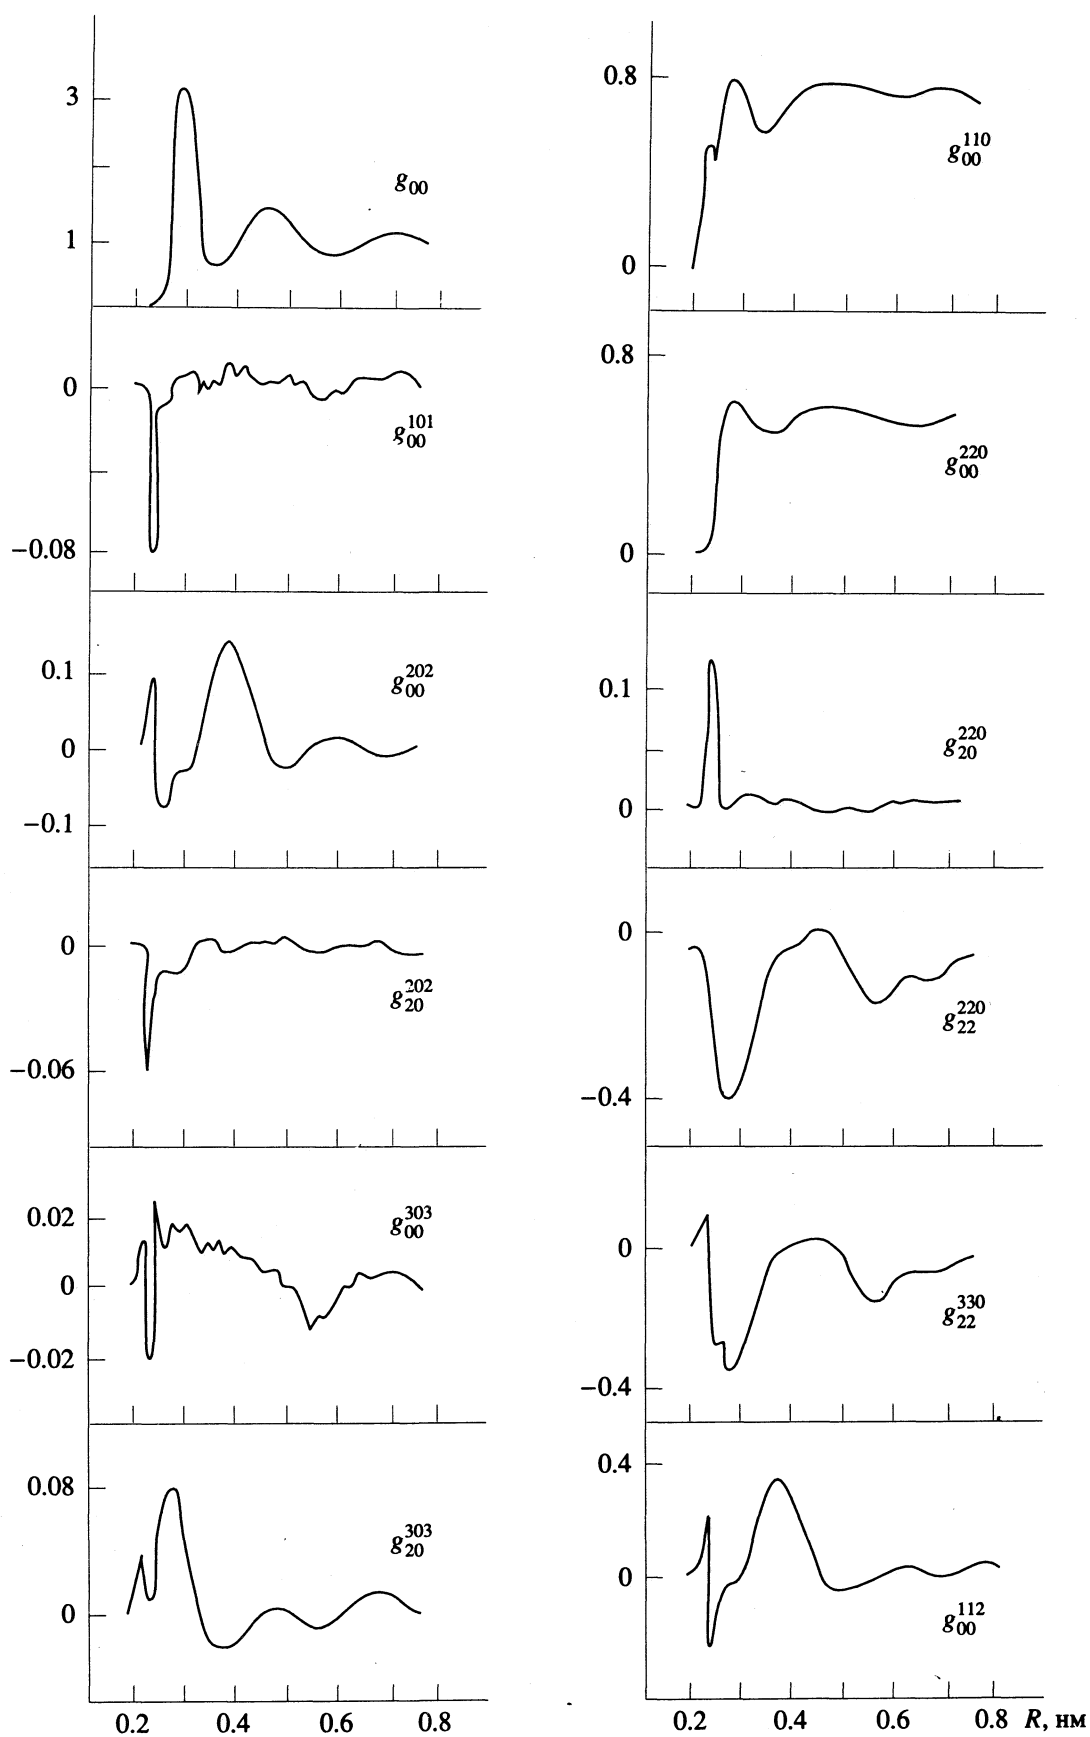 3
g₀₀
1
0
g₀₀¹⁰¹
−0.08
0.1
g₀₀²⁰²
0
−0.1
0
g₂₀²⁰²
−0.06
0.02
g₀₀³⁰³
0
−0.02
0.08
g₂₀³⁰³
0
0.2 0.4 0.6 0.8
0.8
g₀₀¹¹⁰
0
0.8
g₀₀²²⁰
0
0.1
g₂₀²²⁰
0
0
g₂₂²²⁰
−0.4
0
g₂₂³³⁰
−0.4
0.4
0
g₀₀¹¹²
0.2 0.4 0.6 0.8 R, нм